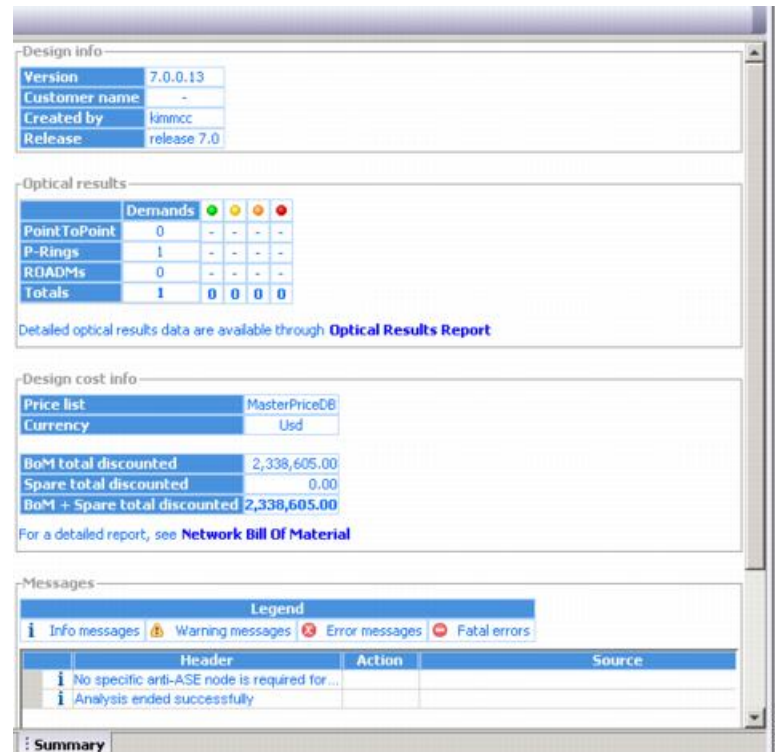 Design info
Version 7.0.0.13
Customer name -
Created by kimmcc
Release release 7.0
Optical results
Demands
PointToPoint 0 - - - -
P-Rings 1 - - - -
ROADMs 0 - - - -
Totals 1 0 0 0 0
Detailed optical results data are available through Optical Results Report
Design cost info
Price list MasterPriceDB
Currency Usd
BoM total discounted 2,338,605.00
Spare total discounted 0.00
BoM + Spare total discounted 2,338,605.00
For a detailed report, see Network Bill Of Material
Messages
Legend
i Info messages Warning messages Error messages Fatal errors
Header Action Source
i No specific anti-ASE node is required for...
i Analysis ended successfully
Summary